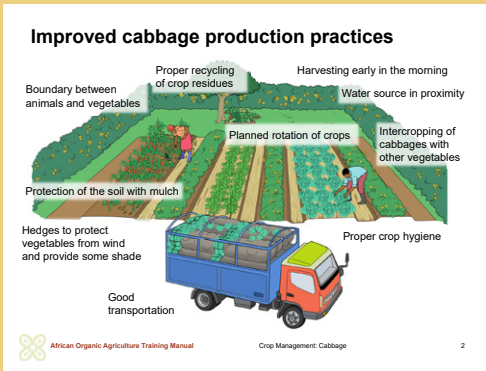 Improved cabbage production practices
Proper recycling
of crop residues
Harvesting early in the morning
Boundary between
animals and vegetables
Water source in proximity
Planned rotation of crops
Intercropping of
cabbages with
other vegetables
Protection of the soil with mulch
Hedges to protect
vegetables from wind
and provide some shade
Proper crop hygiene
Good
transportation
African Organic Agriculture Training Manual
Crop Management: Cabbage
2